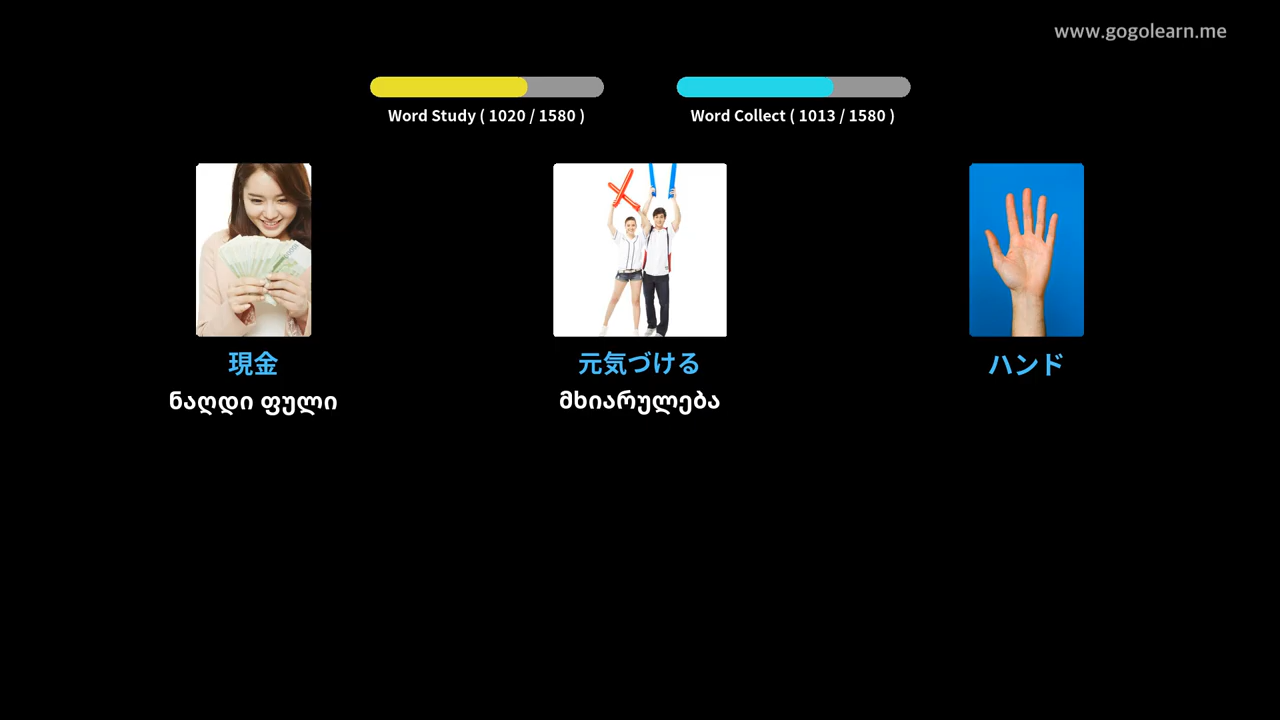 www.gogolearn.me
Word Study ( 1020 / 1580 )
Word Collect ( 1013 / 1580 )
現金
元気づける
ハンド
ნაღდი ფული
მხიარულება